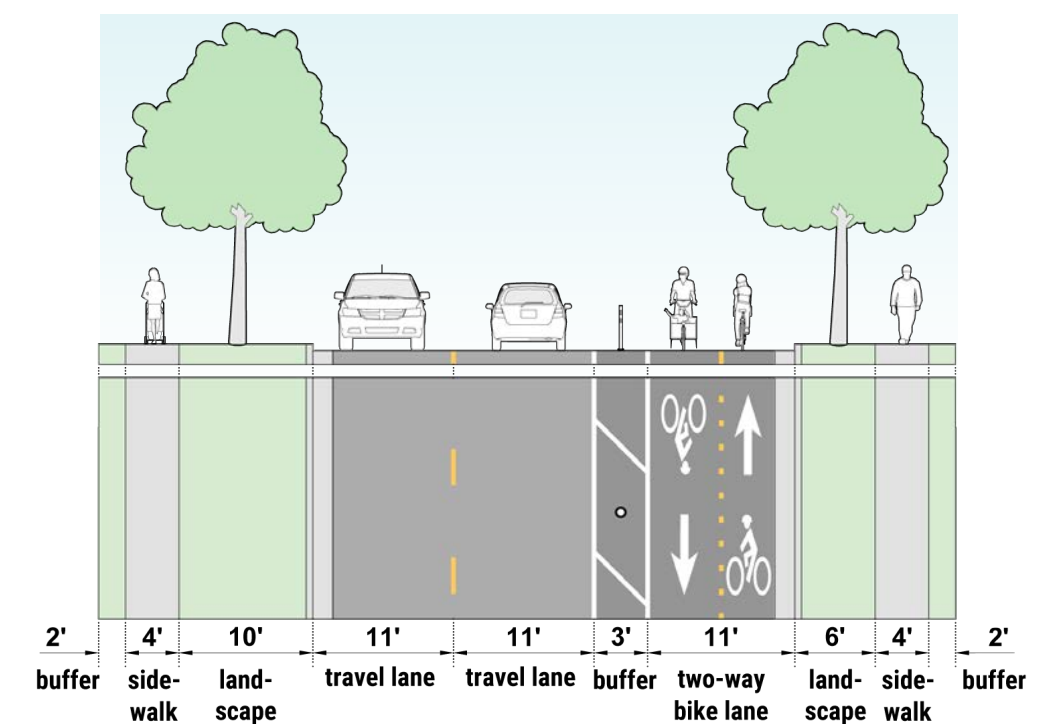 2' 4' 10' 11' 11' 3' 11' 6' 4' 2'
buffer side- land- travel lane travel lane buffer two-way land- side- buffer
walk scape bike lane scape walk